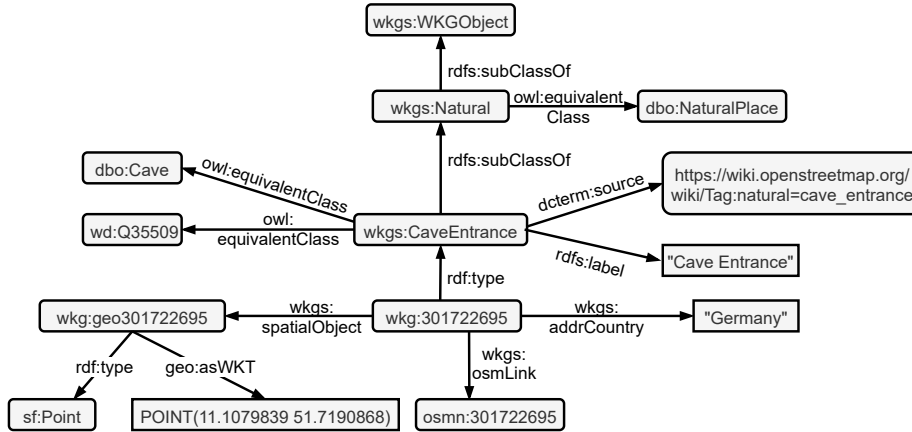 wkgs:WKGObject
rdfs:subClassOf
wkgs:Natural
owl:equivalent
Class
dbo:NaturalPlace
rdfs:subClassOf
dbo:Cave
owl:equivalentClass
dcterm:source
https://wiki.openstreetmap.org/
wiki/Tag:natural=cave_entrance
wd:Q35509
owl:
equivalentClass
wkgs:CaveEntrance
rdfs:label
"Cave Entrance"
rdf:type
wkg:geo301722695
wkgs:
spatialObject
wkg:301722695
wkgs:
addrCountry
"Germany"
rdf:type
geo:asWKT
wkgs:
osmLink
sf:Point
POINT(11.1079839 51.7190868)
osmn:301722695